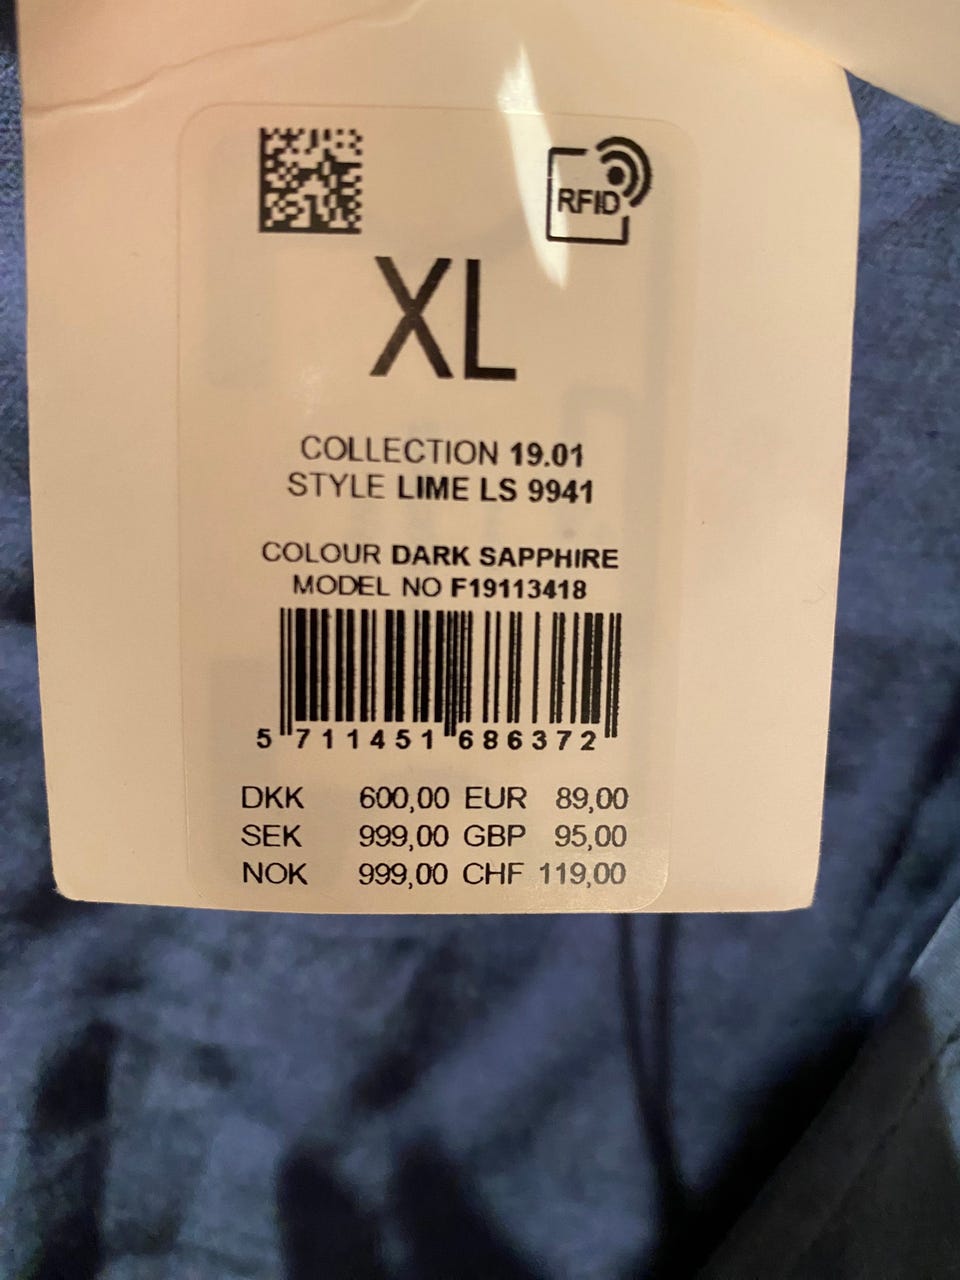 RFID
XL
COLLECTION 19.01
STYLE LIME LS 9941
COLOUR DARK SAPPHIRE
MODEL NO F19113418
5 711451 686372
DKK 600,00 EUR 89,00
SEK 999,00 GBP 95,00
NOK 999,00 CHF 119,00